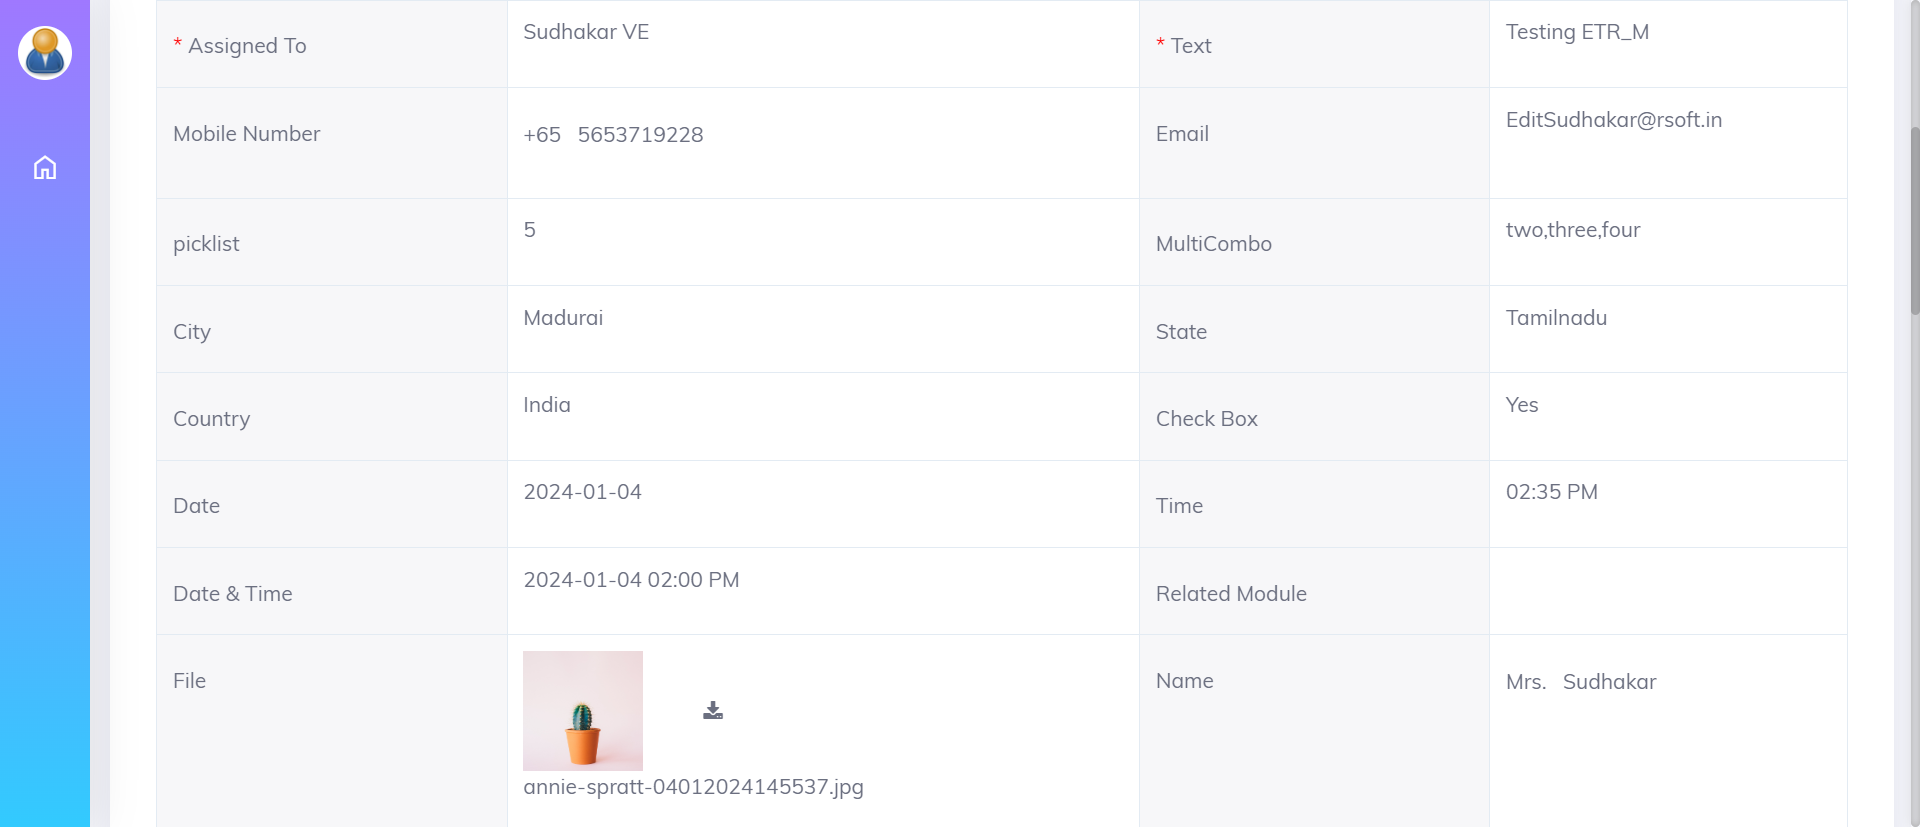 * Assigned To
Sudhakar VE
* Text
Testing ETR_M
Mobile Number
+65 5653719228
Email
EditSudhakar@rsoft.in
picklist
5
MultiCombo
two,three,four
City
Madurai
State
Tamilnadu
Country
India
Check Box
Yes
Date
2024-01-04
Time
02:35 PM
Date & Time
2024-01-04 02:00 PM
Related Module
File
annie-spratt-04012024145537.jpg
Name
Mrs. Sudhakar